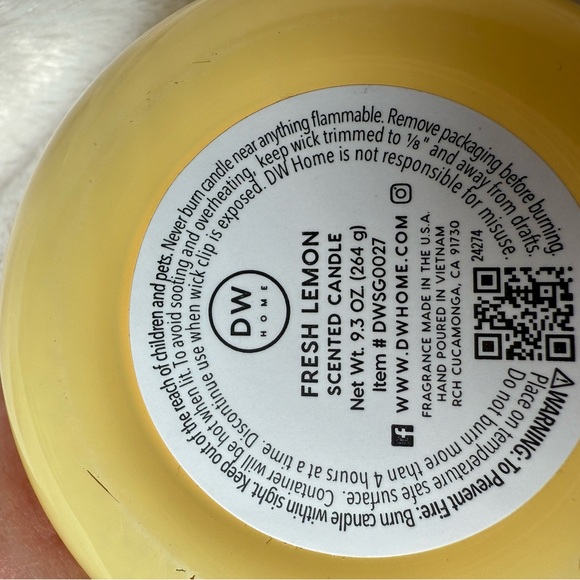 ⚠WARNING: To Prevent Fire: Burn candle within sight. Keep out of the reach of children and pets. Never burn candle near anything flammable. Remove packaging before burning.
Place on temperature safe surface. Container will be hot when lit. To avoid sooting and overheating, keep wick trimmed to ⅛" and away from drafts.
Do not burn more than 4 hours at a time. Discontinue use when wick clip is exposed. DW Home is not responsible for misuse.
DW
HOME
FRESH LEMON
SCENTED CANDLE
Net Wt. 9.3 OZ. (264 g)
Item # DWSG0027
WWW.DWHOME.COM
FRAGRANCE MADE IN THE U.S.A.
HAND POURED IN VIETNAM
RCH CUCAMONGA, CA 91730
24274